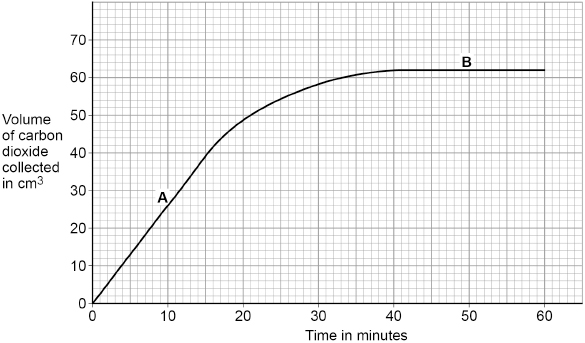 70
60
50
40
30
20
10
0
Volume
of carbon
dioxide
collected
in cm3
A
B
0 10 20 30 40 50 60
Time in minutes